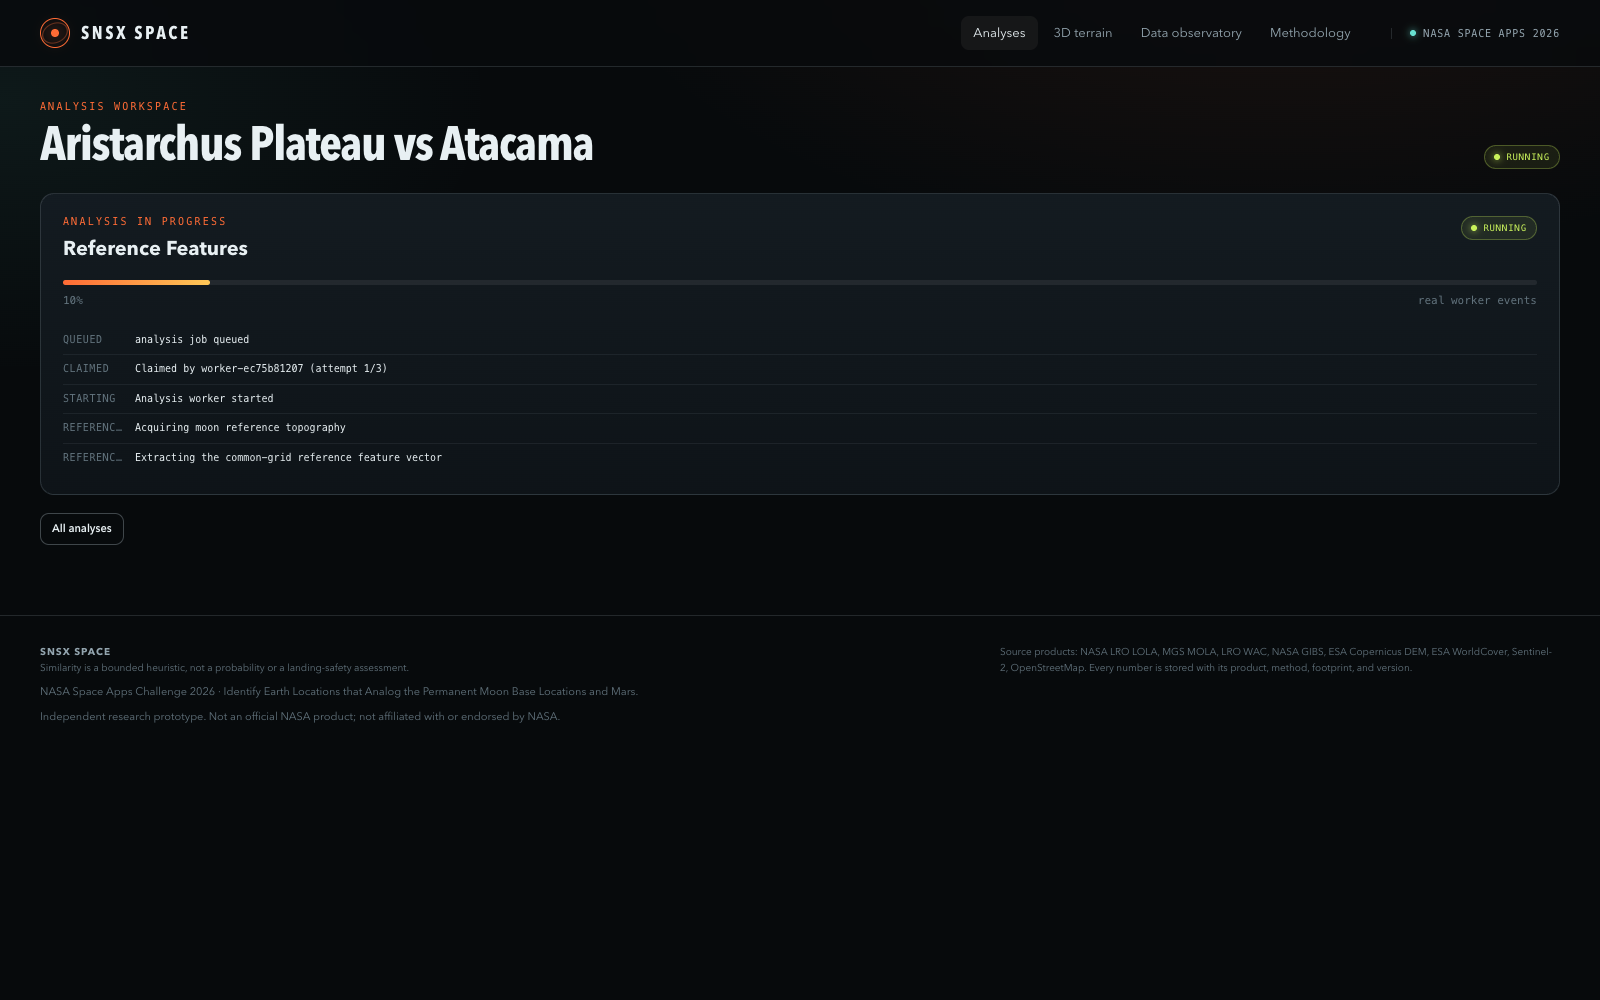 SNSX SPACE
Analyses
3D terrain
Data observatory
Methodology
NASA SPACE APPS 2026
ANALYSIS WORKSPACE
Aristarchus Plateau vs Atacama
RUNNING
ANALYSIS IN PROGRESS
RUNNING
Reference Features
10%
real worker events
QUEUED analysis job queued
CLAIMED Claimed by worker-ec75b81207 (attempt 1/3)
STARTING Analysis worker started
REFERENC… Acquiring moon reference topography
REFERENC… Extracting the common-grid reference feature vector
All analyses
SNSX SPACE
Similarity is a bounded heuristic, not a probability or a landing-safety assessment.
NASA Space Apps Challenge 2026 · Identify Earth Locations that Analog the Permanent Moon Base Locations and Mars.
Independent research prototype. Not an official NASA product; not affiliated with or endorsed by NASA.
Source products: NASA LRO LOLA, MGS MOLA, LRO WAC, NASA GIBS, ESA Copernicus DEM, ESA WorldCover, Sentinel-
2, OpenStreetMap. Every number is stored with its product, method, footprint, and version.